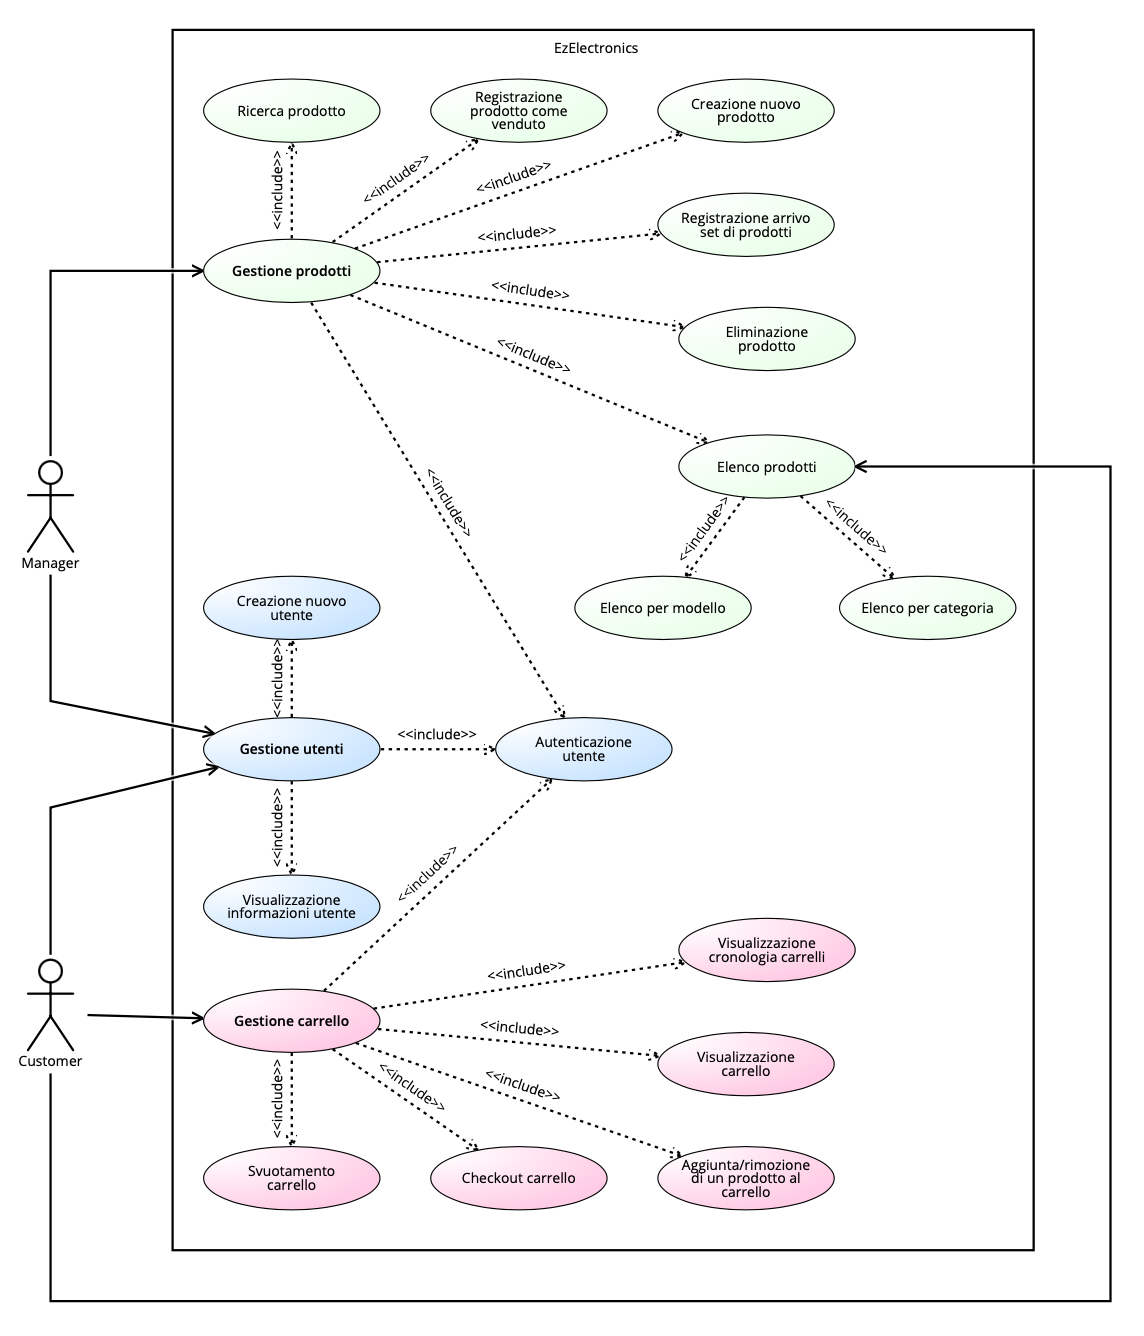 EzElectronics
Ricerca prodotto
Registrazione
prodotto come
venduto
Creazione nuovo
prodotto
<<include>>
<<include>>
<<include>>
Registrazione arrivo
set di prodotti
<<include>>
Gestione prodotti
<<include>>
Eliminazione
prodotto
<<include>>
Elenco prodotti
<<include>>
<<include>>
<<include>>
Manager
Elenco per modello
Elenco per categoria
Creazione nuovo
utente
<<include>>
Gestione utenti
<<include>>
Autenticazione
utente
<<include>>
<<include>>
Visualizzazione
informazioni utente
Visualizzazione
cronologia carrelli
<<include>>
Gestione carrello
<<include>>
Customer
Visualizzazione
carrello
<<include>>
<<include>>
<<include>>
Svuotamento
carrello
Checkout carrello
Aggiunta/rimozione
di un prodotto al
carrello